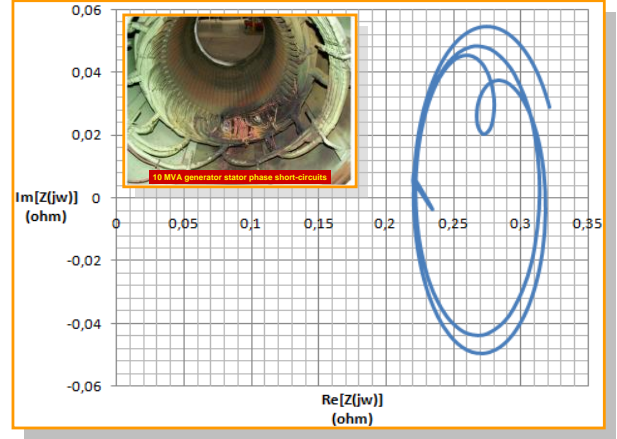 0,06
0,04
0,02
0
-0,02
-0,04
-0,06
Im[Z(jw)]
(ohm)
10 MVA generator stator phase short-circuits
0 0,05 0,1 0,15 0,2 0,25 0,3 0,35
Re[Z(jw)]
(ohm)